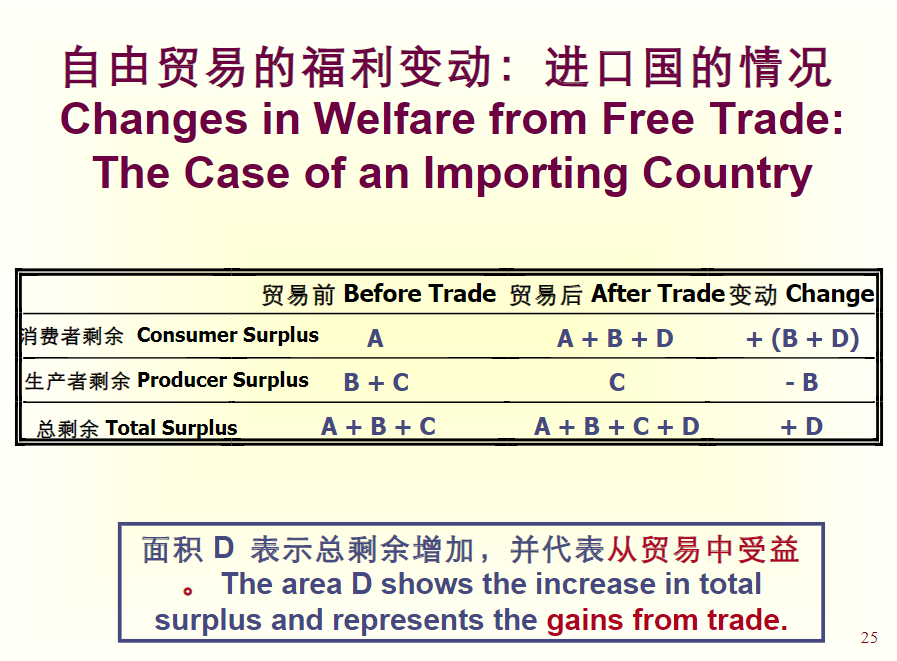 自由贸易的福利变动：进口国的情况
Changes in Welfare from Free Trade:
The Case of an Importing Country
贸易前 Before Trade 贸易后 After Trade 变动 Change
消费者剩余 Consumer Surplus A A + B + D + (B + D)
生产者剩余 Producer Surplus B + C C - B
总剩余 Total Surplus A + B + C A + B + C + D + D
面积 D 表示总剩余增加，并代表从贸易中受益
。 The area D shows the increase in total
surplus and represents the gains from trade.
25